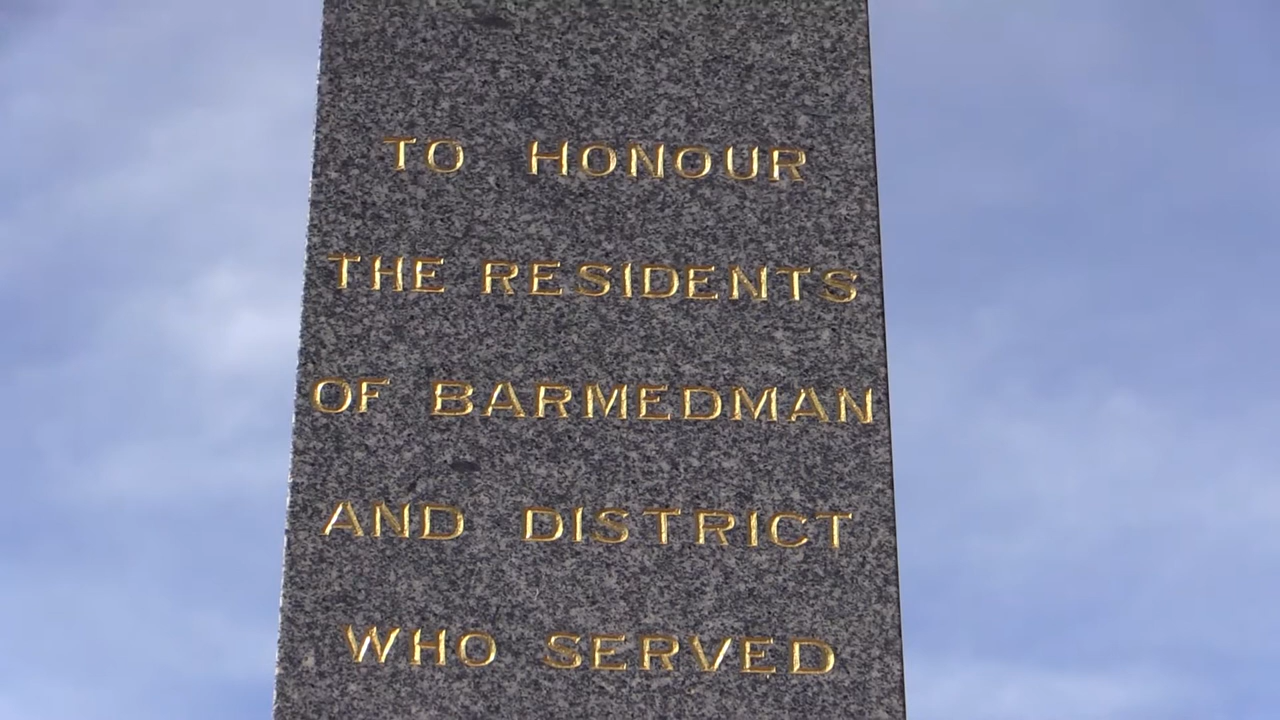 TO HONOUR
THE RESIDENTS
OF BARMEDMAN
AND DISTRICT
WHO SERVED